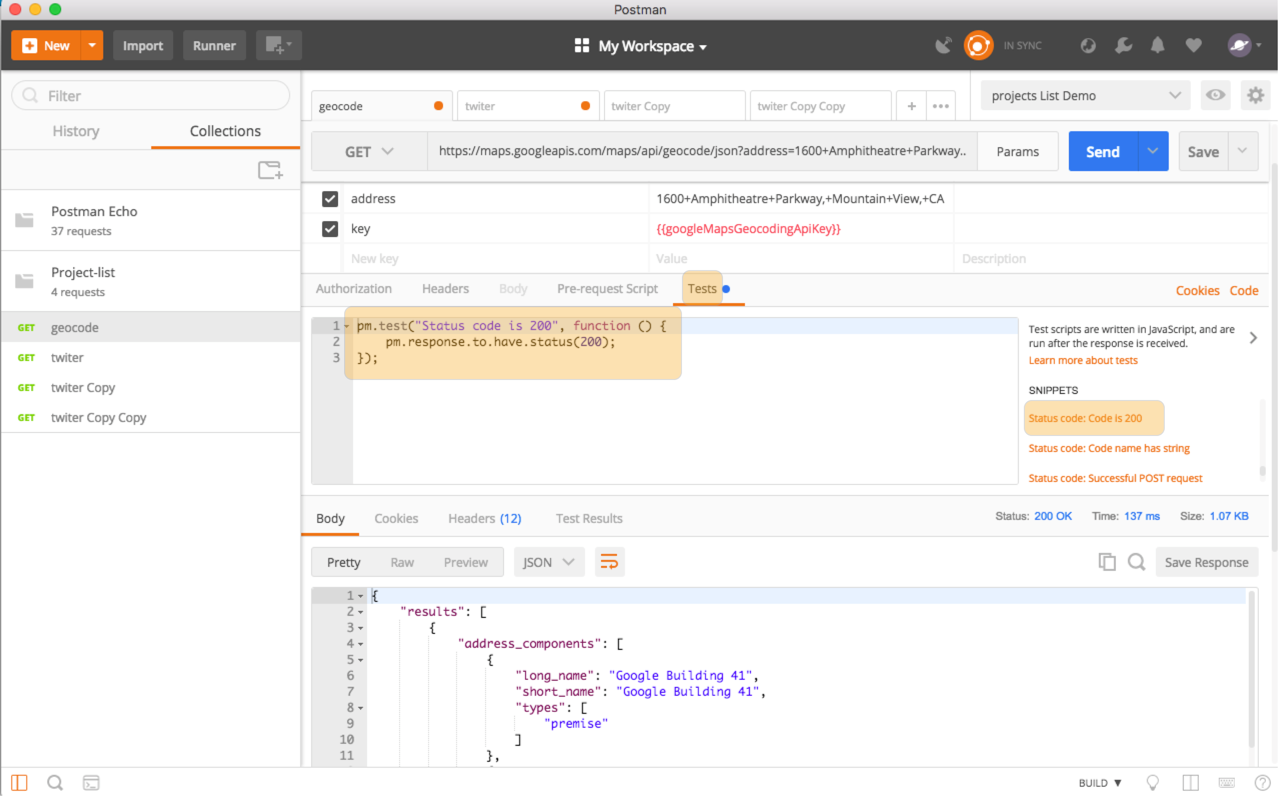 Postman
New
Import
Runner
My Workspace
IN SYNC
Filter
History
Collections
Postman Echo
37 requests
Project-list
4 requests
GET geocode
GET twiter
GET twiter Copy
GET twiter Copy Copy
geocode
twiter
twiter Copy
twiter Copy Copy
+
•••
projects List Demo
GET
https://maps.googleapis.com/maps/api/geocode/json?address=1600+Amphitheatre+Parkway..
Params
Send
Save
address 1600+Amphitheatre+Parkway,+Mountain+View,+CA
key {{googleMapsGeocodingApiKey}}
New key Value Description
Authorization Headers Body Pre-request Script Tests
Cookies Code
1 pm.test("Status code is 200", function () {
2 pm.response.to.have.status(200);
3 });
Test scripts are written in JavaScript, and are
run after the response is received.
Learn more about tests
SNIPPETS
Status code: Code is 200
Status code: Code name has string
Status code: Successful POST request
Body Cookies Headers (12) Test Results
Status: 200 OK Time: 137 ms Size: 1.07 KB
Pretty Raw Preview JSON
Save Response
1 {
2 "results": [
3 {
4 "address_components": [
5 {
6 "long_name": "Google Building 41",
7 "short_name": "Google Building 41",
8 "types": [
9 "premise"
10 ]
11 },
BUILD ▼